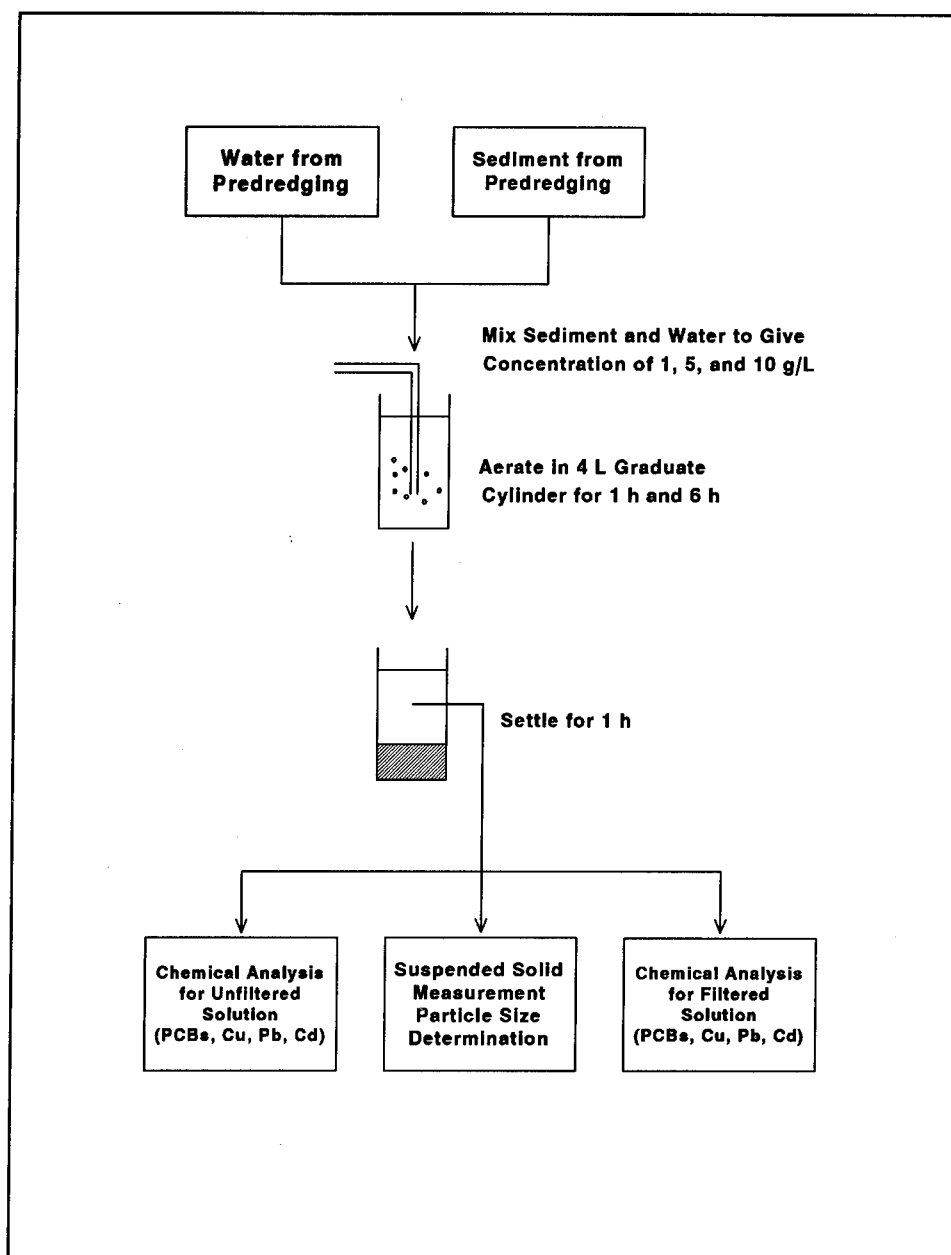 Water from
Predredging
Sediment from
Predredging
Mix Sediment and Water to Give
Concentration of 1, 5, and 10 g/L
Aerate in 4 L Graduate
Cylinder for 1 h and 6 h
Settle for 1 h
Chemical Analysis
for Unfiltered
Solution
(PCBs, Cu, Pb, Cd)
Suspended Solid
Measurement
Particle Size
Determination
Chemical Analysis
for Filtered
Solution
(PCBs, Cu, Pb, Cd)